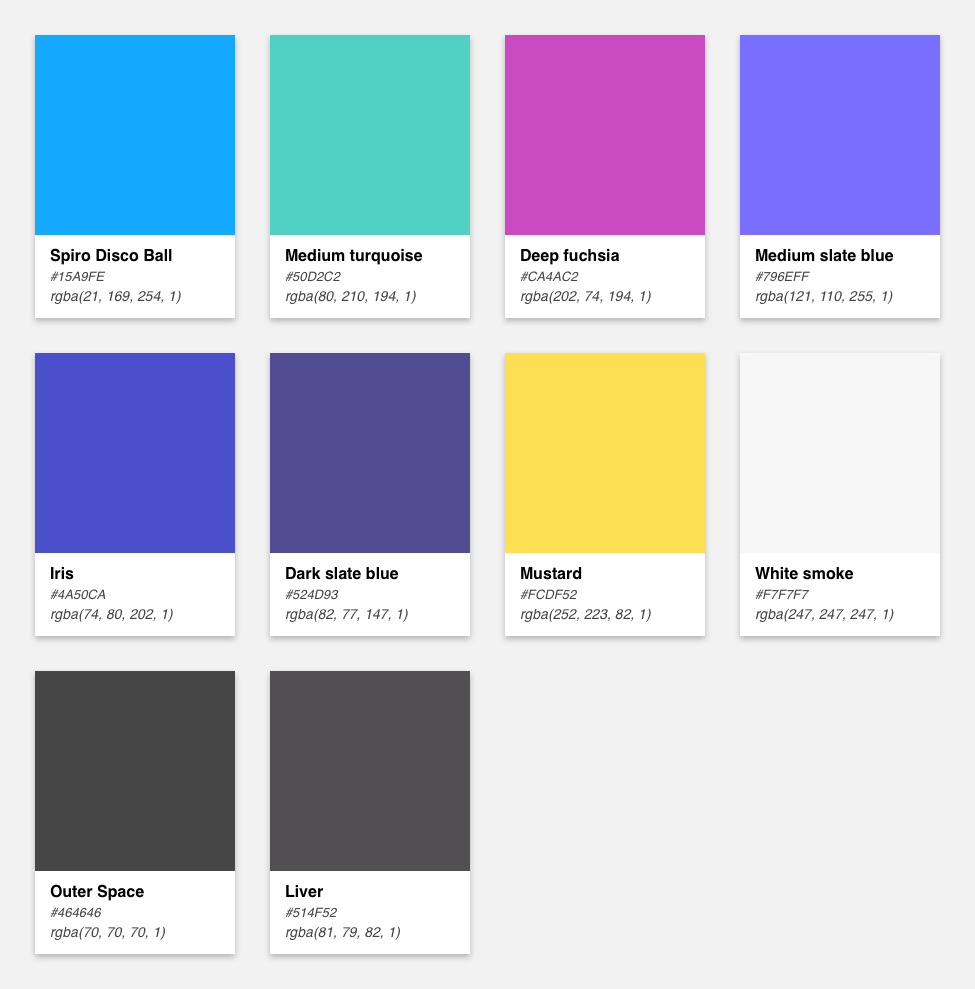 Spiro Disco Ball
#15A9FE
rgba(21, 169, 254, 1)
Medium turquoise
#50D2C2
rgba(80, 210, 194, 1)
Deep fuchsia
#CA4AC2
rgba(202, 74, 194, 1)
Medium slate blue
#796EFF
rgba(121, 110, 255, 1)
Iris
#4A50CA
rgba(74, 80, 202, 1)
Dark slate blue
#524D93
rgba(82, 77, 147, 1)
Mustard
#FCDF52
rgba(252, 223, 82, 1)
White smoke
#F7F7F7
rgba(247, 247, 247, 1)
Outer Space
#464646
rgba(70, 70, 70, 1)
Liver
#514F52
rgba(81, 79, 82, 1)